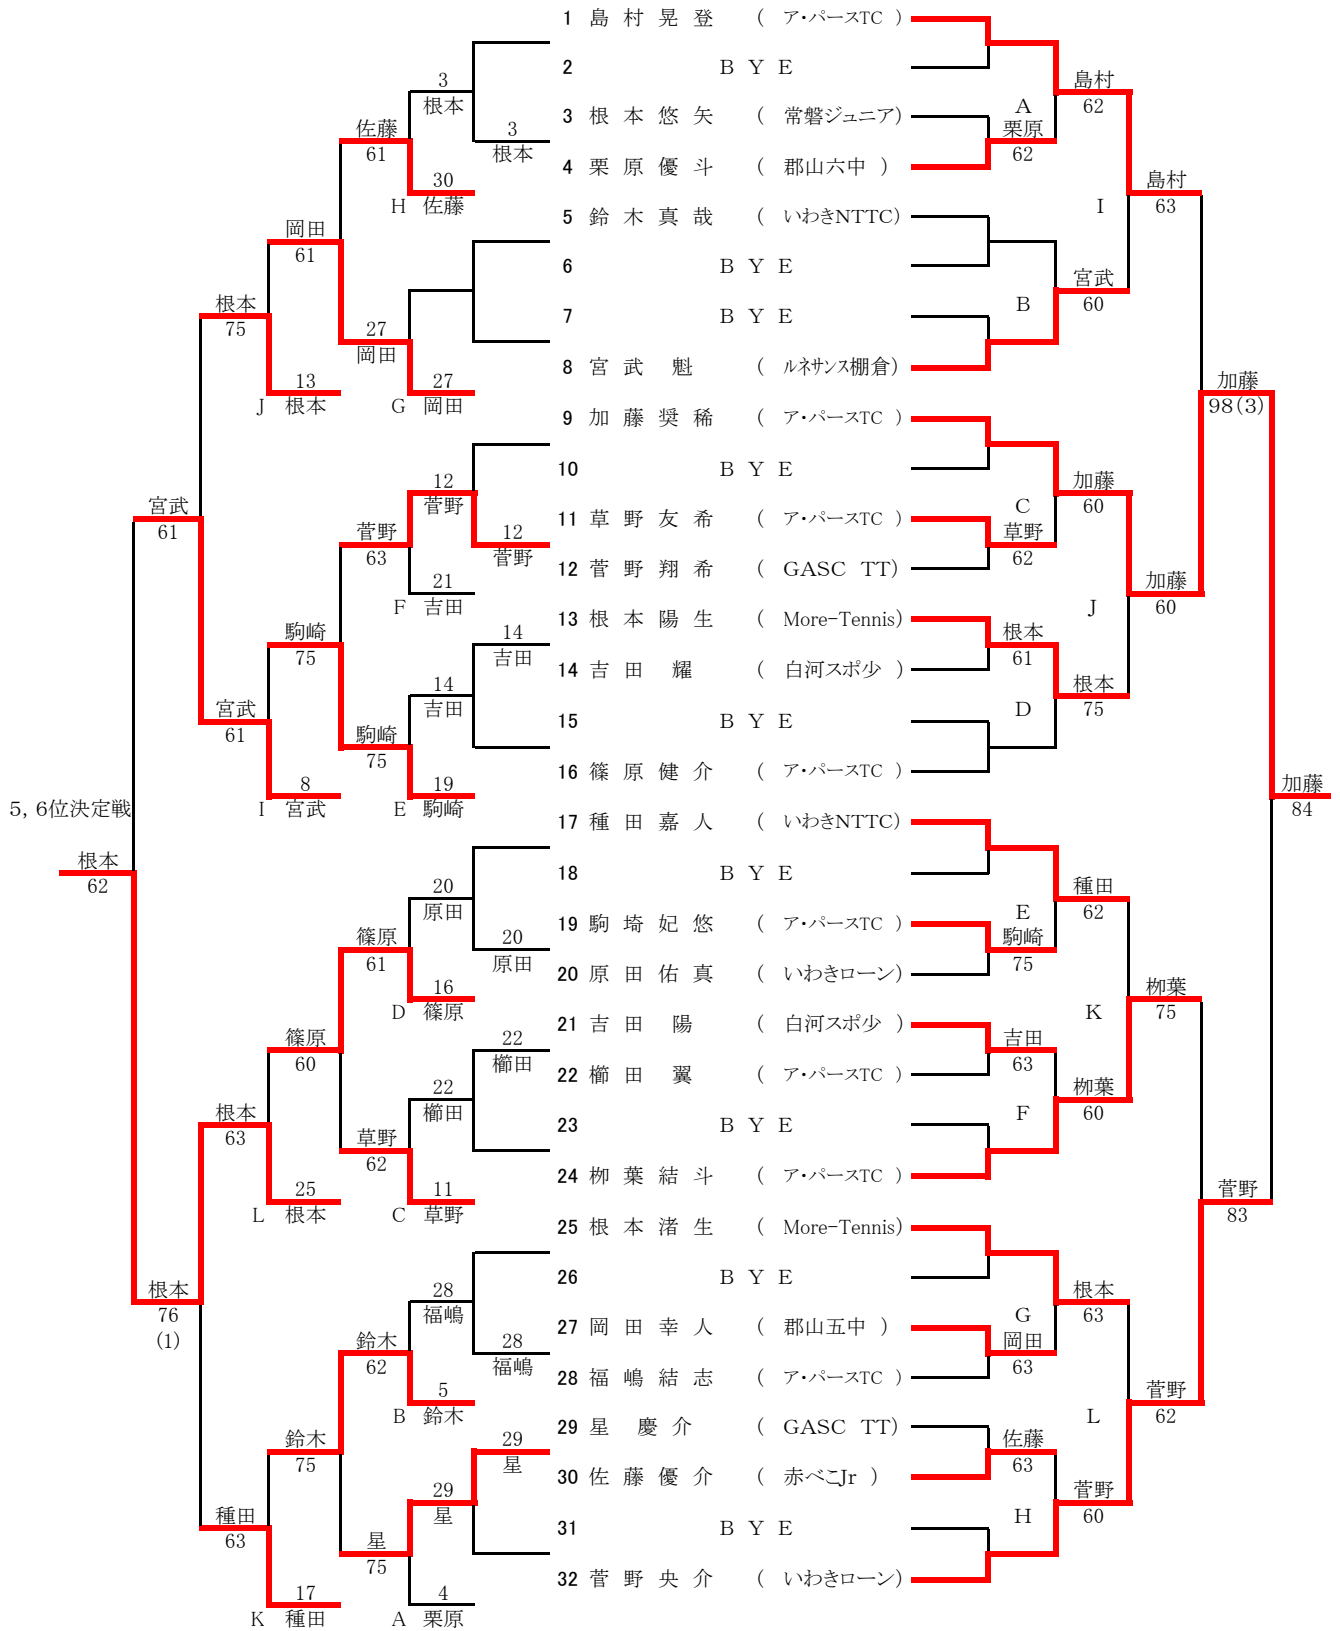 1 島 村 晃 登 ( ア・パースTC )
2 B Y E
3 根 本 悠 矢 ( 常磐ジュニア)
4 栗 原 優 斗 ( 郡山六中 )
5 鈴 木 真 哉 ( いわきNTTC)
6 B Y E
7 B Y E
8 宮 武 魁 ( ルネサンス棚倉)
9 加 藤 奨 稀 ( ア・パースTC )
10 B Y E
11 草 野 友 希 ( ア・パースTC )
12 菅 野 翔 希 ( GASC TT)
13 根 本 陽 生 ( More-Tennis)
14 吉 田 耀 ( 白河スポ少 )
15 B Y E
16 篠 原 健 介 ( ア・パースTC )
17 種 田 嘉 人 ( いわきNTTC)
18 B Y E
19 駒 埼 妃 悠 ( ア・パースTC )
20 原 田 佑 真 ( いわきローン)
21 吉 田 陽 ( 白河スポ少 )
22 櫛 田 翼 ( ア・パースTC )
23 B Y E
24 栁 葉 結 斗 ( ア・パースTC )
25 根 本 渚 生 ( More-Tennis)
26 B Y E
27 岡 田 幸 人 ( 郡山五中 )
28 福 嶋 結 志 ( ア・パースTC )
29 星 慶 介 ( GASC TT)
30 佐 藤 優 介 ( 赤べこJr )
31 B Y E
32 菅 野 央 介 ( いわきローン)
A
栗原
62
島村
62
B
宮武
60
I
島村
63
C
草野
62
加藤
60
根本
61
D
根本
75
J
加藤
60
加藤
98(3)
E
駒崎
75
種田
62
吉田
63
F
栁葉
60
K
栁葉
75
G
岡田
63
根本
63
佐藤
63
H
菅野
60
L
菅野
62
菅野
83
加藤
84
3
根本
3
根本
佐藤
61
30
H 佐藤
岡田
61
27
岡田
27
G 岡田
根本
75
13
J 根本
12
菅野
12
菅野
菅野
63
21
F 吉田
駒崎
75
14
吉田
14
吉田
駒崎
75
19
E 駒崎
宮武
61
宮武
61
8
I 宮武
5, 6位決定戦
根本
62
20
原田
20
原田
篠原
61
16
D 篠原
篠原
60
22
櫛田
22
櫛田
草野
62
11
C 草野
根本
63
25
L 根本
根本
76
(1)
28
福嶋
28
福嶋
鈴木
62
5
B 鈴木
鈴木
75
29
星
29
星
星
75
4
A 栗原
種田
63
17
K 種田